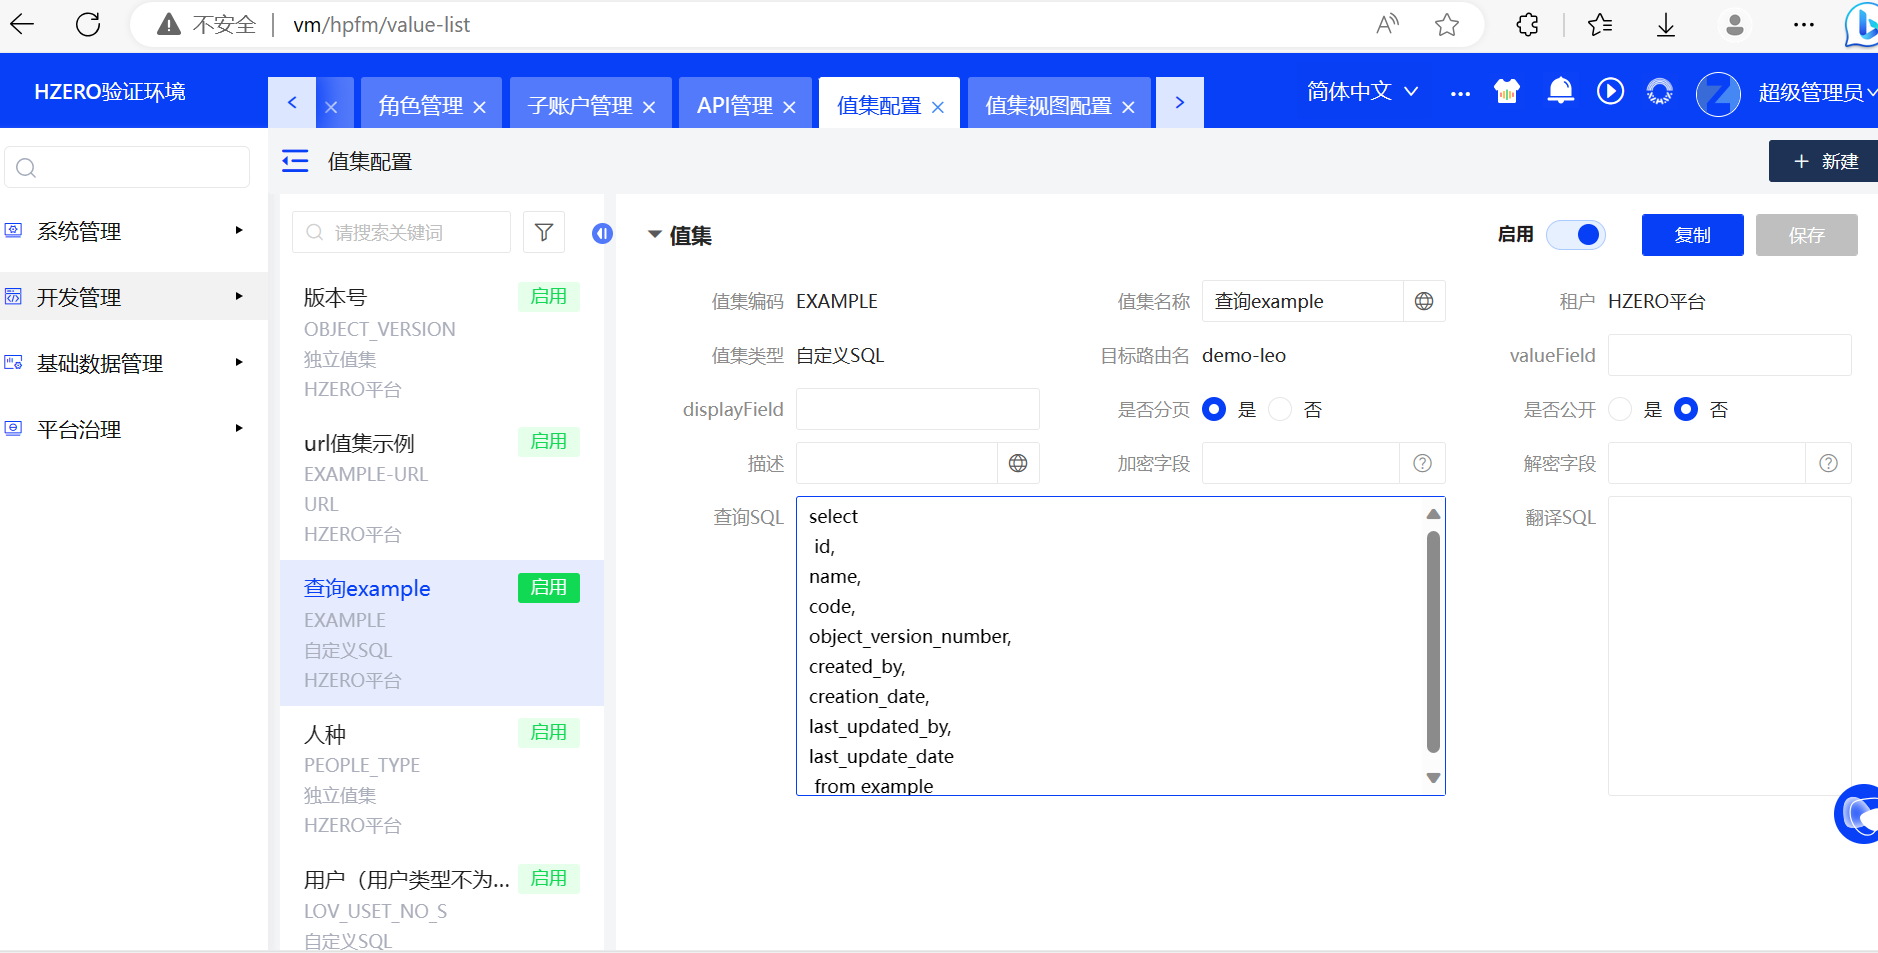 不安全 vm/hpfm/value-list
HZERO验证环境
角色管理
子账户管理
API管理
值集配置
值集视图配置
简体中文
超级管理员
值集配置
新建
系统管理
开发管理
基础数据管理
平台治理
请搜索关键词
版本号 启用
OBJECT_VERSION
独立值集
HZERO平台
url值集示例 启用
EXAMPLE-URL
URL
HZERO平台
查询example 启用
EXAMPLE
自定义SQL
HZERO平台
人种 启用
PEOPLE_TYPE
独立值集
HZERO平台
用户（用户类型不为... 启用
LOV_USET_NO_S
自定义SQL
值集
启用
复制
保存
值集编码 EXAMPLE 值集名称 查询example 租户 HZERO平台
值集类型 自定义SQL 目标路由名 demo-leo valueField
displayField 是否分页 是 否 是否公开 是 否
描述 加密字段 解密字段
查询SQL
select
id,
name,
code,
object_version_number,
created_by,
creation_date,
last_updated_by,
last_update_date
from example
翻译SQL